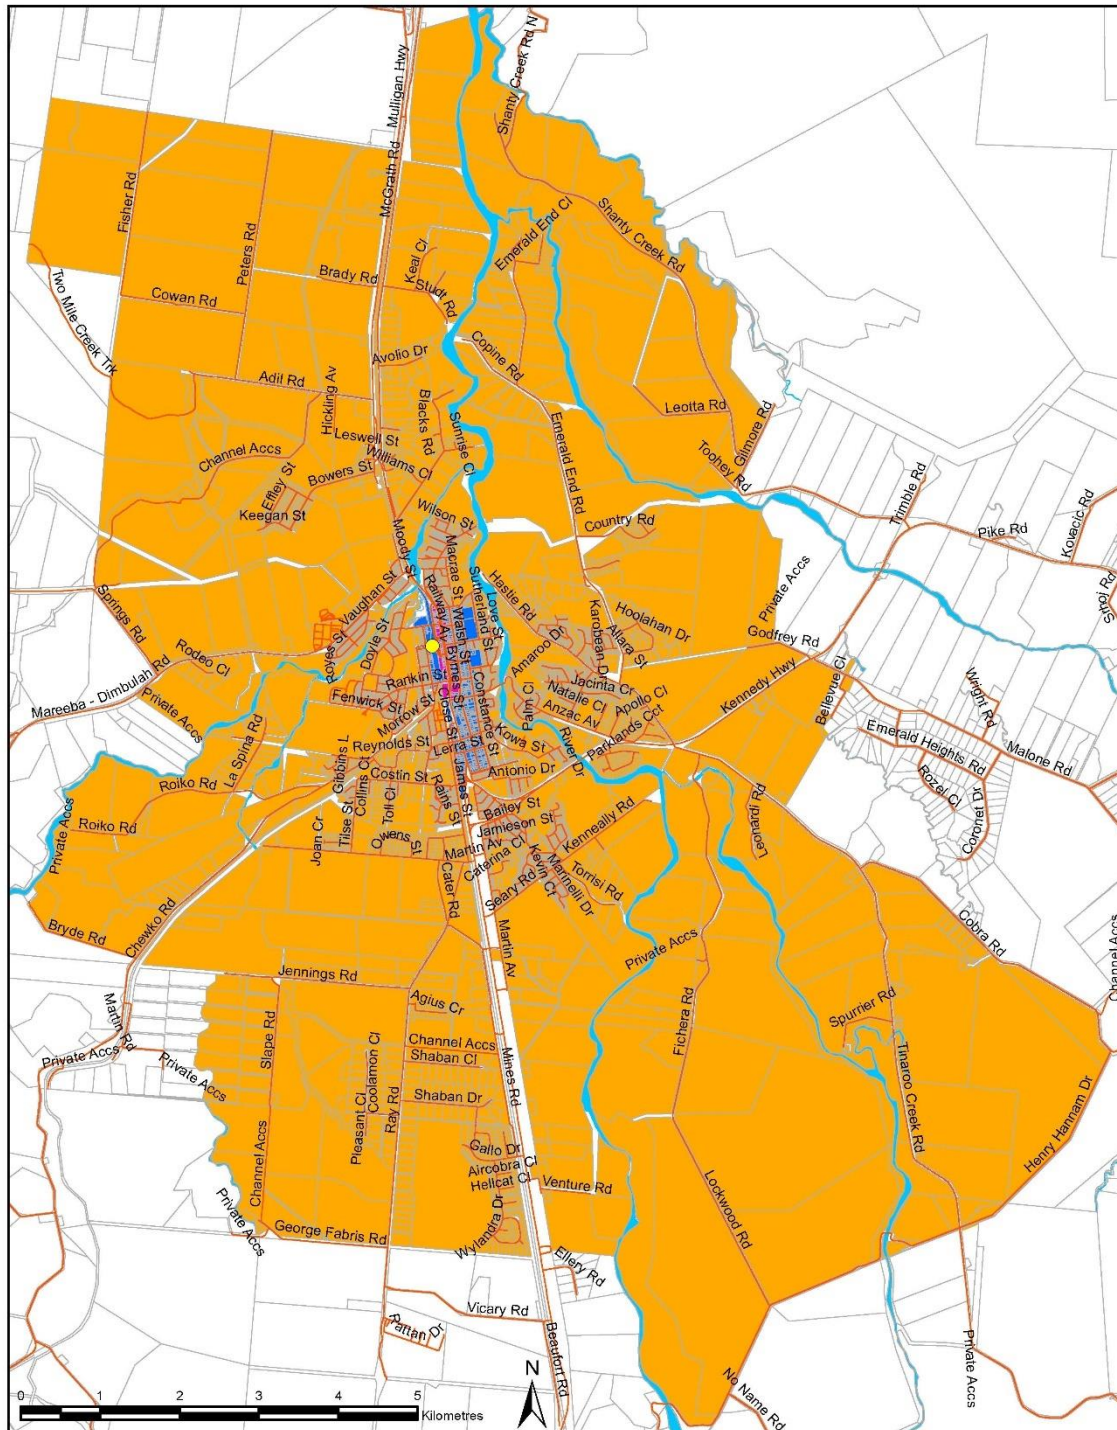 Shanty Creek Rd N
Mulligan Hwy
McGrath Rd
Fisher Rd
Peters Rd
Shanty Creek Rd
Emerald End Cl
Keal Cl
Brady Rd
Studt Rd
Cowan Rd
Two Mile Creek Trk
Copine Rd
Avolio Dr
Adil Rd
Hickling Av
Blacks Rd
Sunrise Cl
Leotta Rd
Gilmore Rd
Toohey Rd
Emerald End Rd
Leswell St
Williams Cl
Channel Accs
Bowers St
Effley St
Keegan St
Wilson St
Country Rd
Trimble Rd
Pike Rd
Kovacic Rd
Smoj Rd
Moody St
Macrae St
Railway Av
Sutherland St
Love St
Hastie Rd
Walsh St
Vaughan St
Doyle St
Royes St
Springs Rd
Rodeo Cl
Mareeba - Dimbulah Rd
Private Accs
Karobean Dr
Allara St
Hoolahan Dr
Amaroo Dr
Private Accs
Godfrey Rd
Kennedy Hwy
Bellevue Cl
Wright Rd
Malone Rd
Emerald Heights Rd
Rozel Cl
Coronet Dr
Byrnes St
Rankin St
Fenwick St
Morrow St
Close St
Constance St
Jacinta Cr
Natalie Cl
Apollo Cl
Palm Cl
Anzac Av
Parklands Cct
River Dr
Kowa St
Antonio Dr
Reynolds St
Lerra St
James St
Gibbins L
Collins Ct
Costin St
La Spina Rd
Roiko Rd
Roiko Rd
Private Accs
Joan Cr
Tilse St
Toll Cl
Owens St
Rains St
Bailey St
Jamieson St
Martin Av
Caterina Cl
Kenneally Rd
Kevin Ct
Marinelli Dr
Torrisi Rd
Seary Rd
Cater Rd
Leonardi Rd
Cobra Rd
Channel Accs
Bryde Rd
Chewko Rd
Martin Av
Private Accs
Jennings Rd
Agius Cr
Fichera Rd
Spurrier Rd
Tinaroo Creek Rd
Martin Rd
Private Accs
Private Accs
Slape Rd
Channel Accs
Shaban Cl
Shaban Dr
Mines Rd
Coolamon Cl
Pleasant Cl
Ray Rd
Channel Accs
Gallo Dr
Aircobra Cl
Hellcat Cl
Venture Rd
Wylandra Dr
Henry Hannam Dr
Lockwood Rd
Private Accs
George Fabris Rd
Ellery Rd
Vicary Rd
Rattan Dr
Beaufort Rd
No Name Rd
Private Accs
N
0 1 2 3 4 5
Kilometres